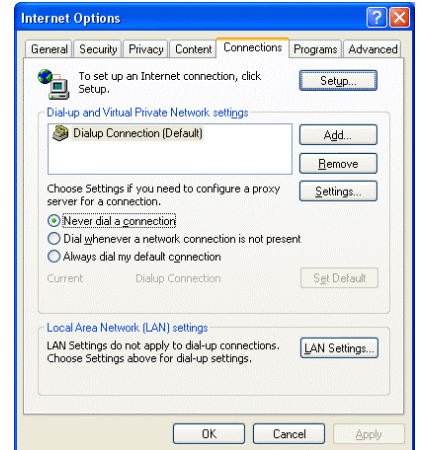 Internet Options
General Security Privacy Content Connections Programs Advanced
To set up an Internet connection, click
Setup.
Setup...
Dial-up and Virtual Private Network settings
Dialup Connection (Default)
Add...
Remove
Choose Settings if you need to configure a proxy
server for a connection.
Settings...
Never dial a connection
Dial whenever a network connection is not present
Always dial my default connection
Current Dialup Connection Set Default
Local Area Network (LAN) settings
LAN Settings do not apply to dial-up connections.
Choose Settings above for dial-up settings.
LAN Settings...
OK Cancel Apply